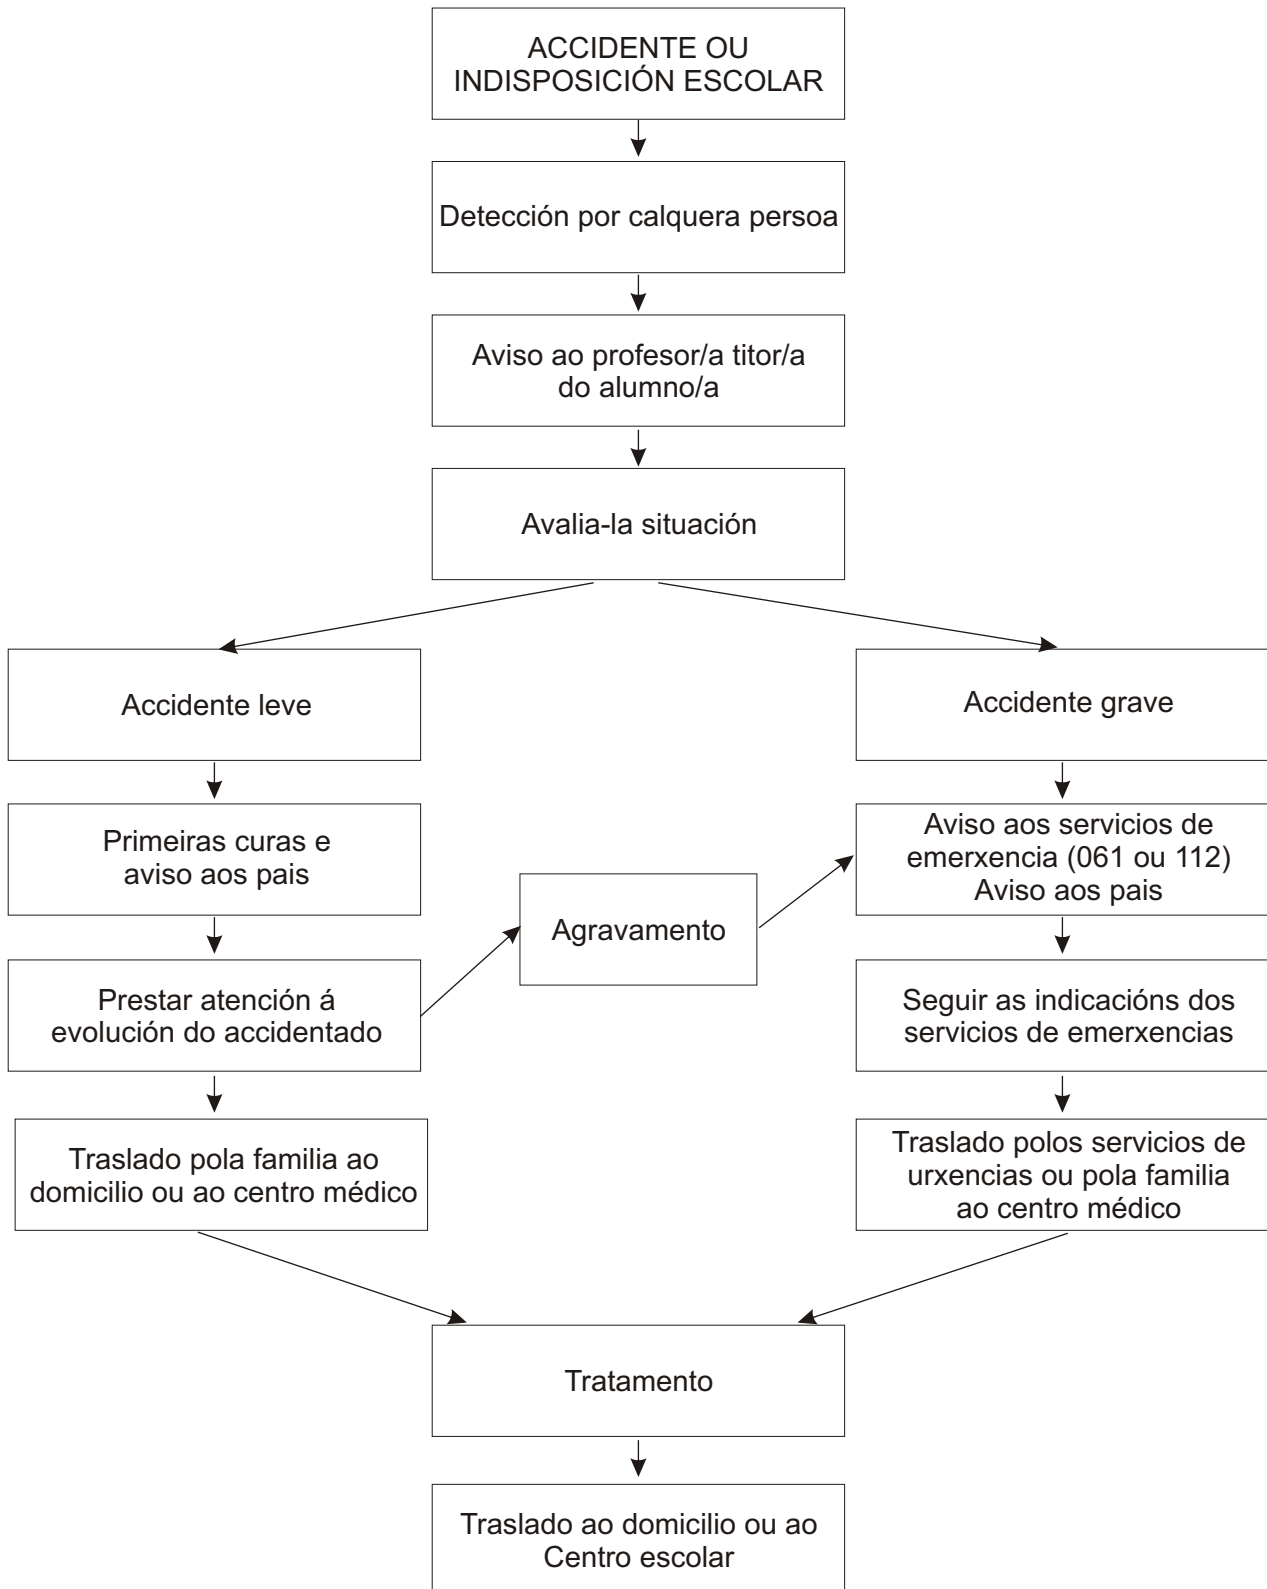 ACCIDENTE OU
INDISPOSICIÓN ESCOLAR
Detección por calquera persoa
Aviso ao profesor/a titor/a
do alumno/a
Avalia-la situación
Accidente leve
Accidente grave
Primeiras curas e
aviso aos pais
Aviso aos servicios de
emerxencia (061 ou 112)
Aviso aos pais
Agravamento
Prestar atención á
evolución do accidentado
Seguir as indicacións dos
servicios de emerxencias
Traslado pola familia ao
domicilio ou ao centro médico
Traslado polos servicios de
urxencias ou pola familia
ao centro médico
Tratamento
Traslado ao domicilio ou ao
Centro escolar